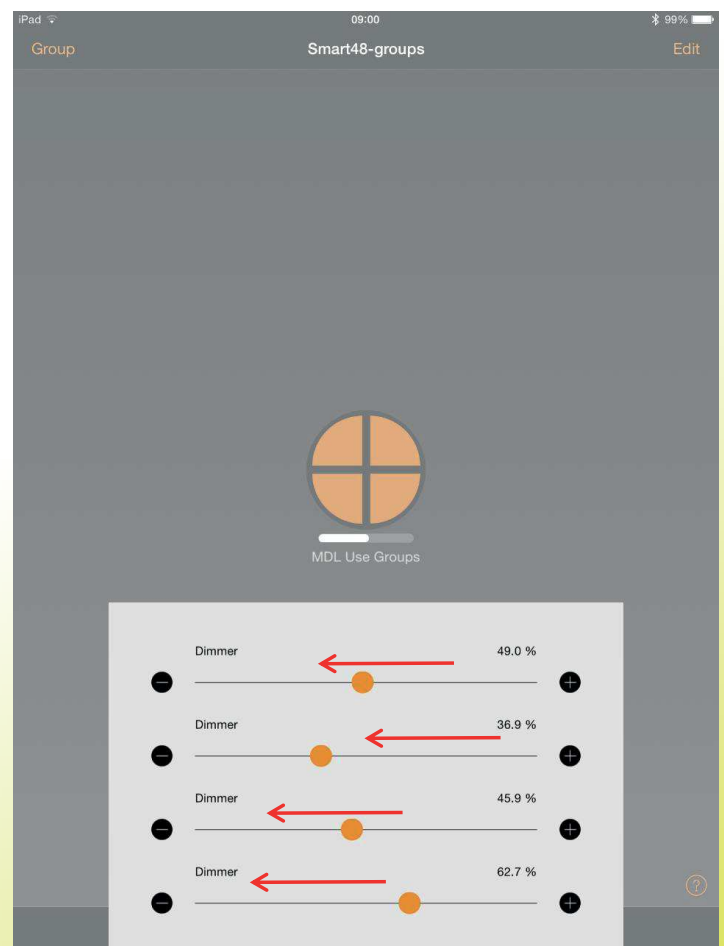 iPad 09:00 99%
Group Smart48-groups Edit
MDL Use Groups
Dimmer 49.0 %
Dimmer 36.9 %
Dimmer 45.9 %
Dimmer 62.7 %
?